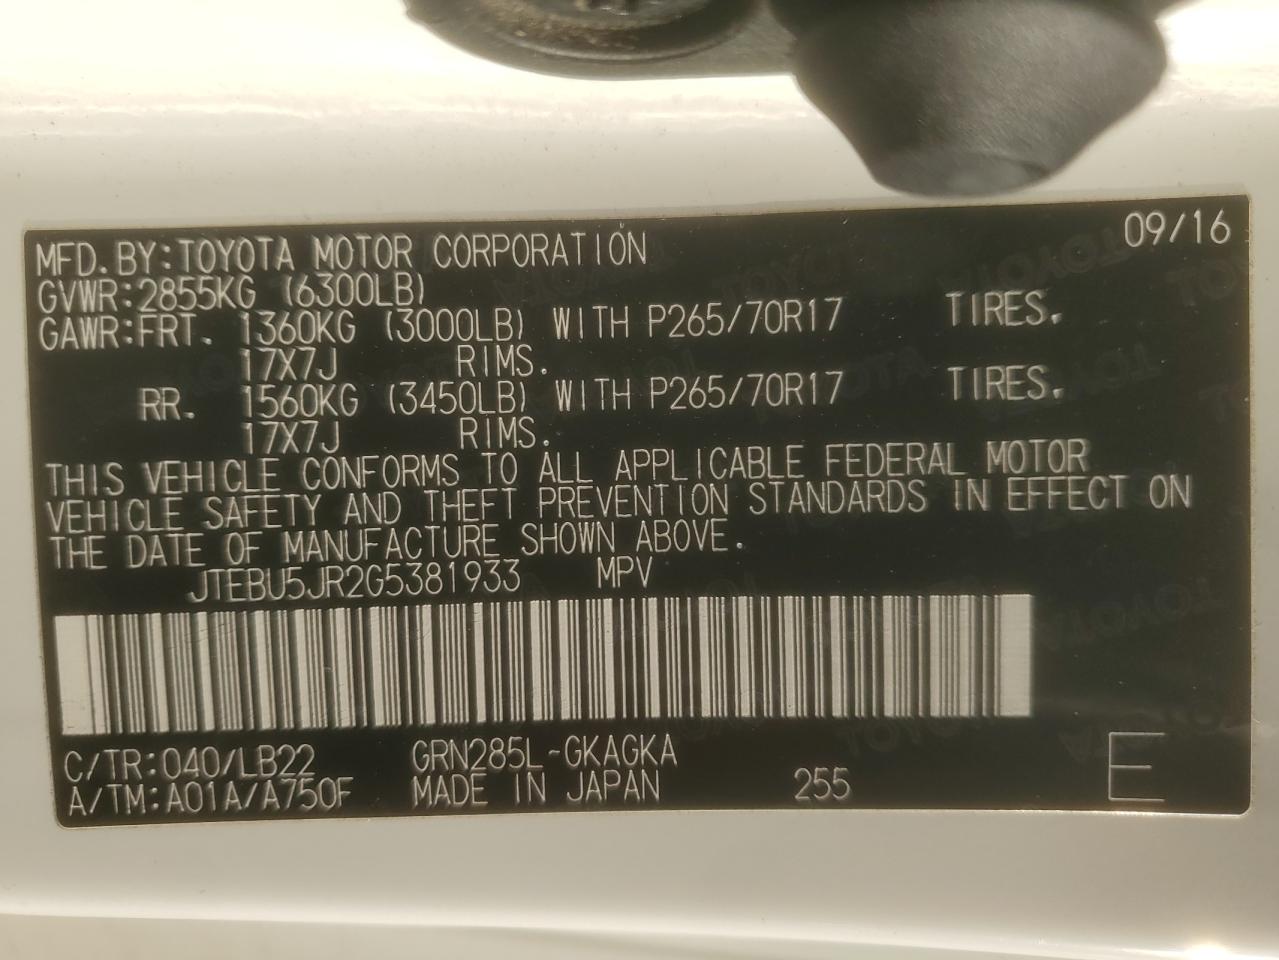 09/16
MFD.BY:TOYOTA MOTOR CORPORATION
GVWR:2855KG (6300LB)
GAWR:FRT. 1360KG (3000LB) WITH P265/70R17 TIRES.
17X7J RIMS.
RR. 1560KG (3450LB) WITH P265/70R17 TIRES.
17X7J RIMS.
THIS VEHICLE CONFORMS TO ALL APPLICABLE FEDERAL MOTOR
VEHICLE SAFETY AND THEFT PREVENTION STANDARDS IN EFFECT ON
THE DATE OF MANUFACTURE SHOWN ABOVE.
JTEBU5JR2G5381933 MPV
C/TR:040/LB22 GRN285L-GKAGKA
A/TM:A01A/A750F MADE IN JAPAN 255 E